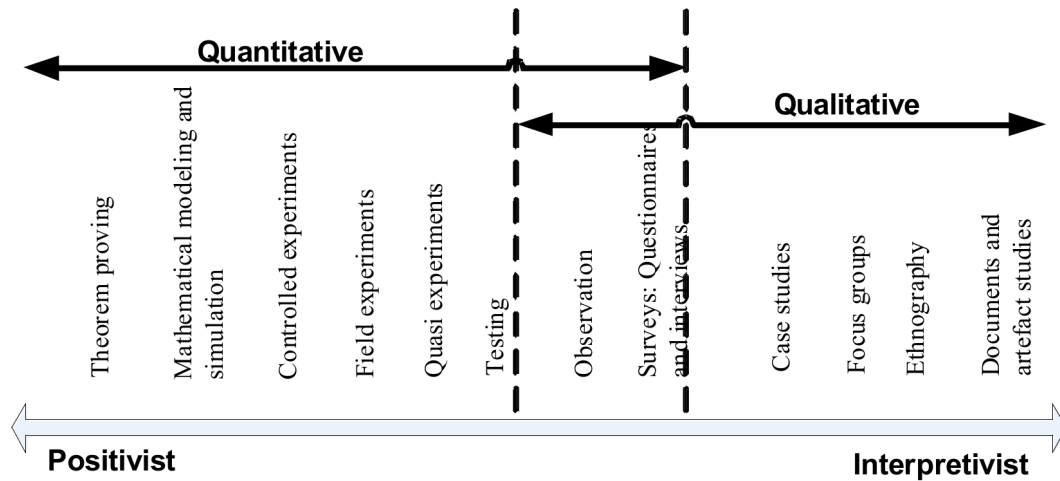 Quantitative
Qualitative
Theorem proving
Mathematical modeling and
simulation
Controlled experiments
Field experiments
Quasi experiments
Testing
Observation
Surveys: Questionnaires
and interviews
Case studies
Focus groups
Ethnography
Documents and
artefact studies
Positivist
Interpretivist